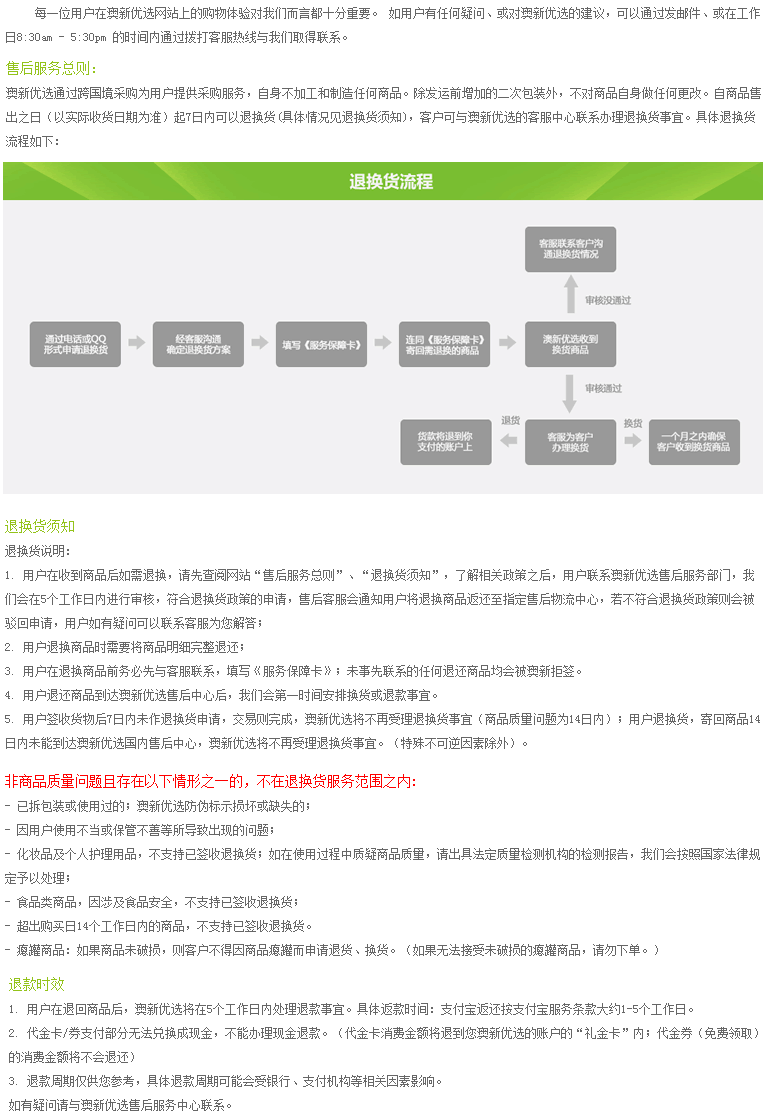 每一位用户在澳新优选网站上的购物体验对我们而言都十分重要。 如用户有任何疑问、或对澳新优选的建议，可以通过发邮件、或在工作
日8:30am - 5:30pm 的时间内通过拨打客服热线与我们取得联系。
售后服务总则：
澳新优选通过跨国境采购为用户提供采购服务，自身不加工和制造任何商品。除发运前增加的二次包装外，不对商品自身做任何更改。自商品售
出之日（以实际收货日期为准）起7日内可以退换货(具体情况见退换货须知)，客户可与澳新优选的客服中心联系办理退换货事宜。具体退换货
流程如下：
退换货流程
客服联系客户沟
通退换货情况
审核没通过
通过电话或QQ
形式申请退换货
经客服沟通
确定退换货方案
填写《服务保障卡》
连同《服务保障卡》
寄回需退换的商品
澳新优选收到
换货商品
审核通过
货款将退到你
支付的账户上
退货
客服为客户
办理换货
换货
一个月之内确保
客户收到换货商品
退换货须知
退换货说明：
1. 用户在收到商品后如需退换，请先查阅网站“售后服务总则”、“退换货须知”，了解相关政策之后，用户联系澳新优选售后服务部门，我
们会在5个工作日内进行审核，符合退换货政策的申请，售后客服会通知用户将退换商品返还至指定售后物流中心，若不符合退换货政策则会被
驳回申请，用户如有疑问可以联系客服为您解答；
2. 用户退换商品时需要将商品明细完整退还；
3. 用户在退换商品前务必先与客服联系，填写《服务保障卡》；未事先联系的任何退还商品均会被澳新拒签。
4. 用户退还商品到达澳新优选售后中心后，我们会第一时间安排换货或退款事宜。
5. 用户签收货物后7日内未作退换货申请，交易则完成，澳新优选将不再受理退换货事宜（商品质量问题为14日内）；用户退换货，寄回商品14
日内未能到达澳新优选国内售后中心，澳新优选将不再受理退换货事宜。（特殊不可逆因素除外）。
非商品质量问题且存在以下情形之一的，不在退换货服务范围之内：
- 已拆包装或使用过的；澳新优选防伪标示损坏或缺失的；
- 因用户使用不当或保管不善等所导致出现的问题；
- 化妆品及个人护理用品，不支持已签收退换货；如在使用过程中质疑商品质量，请出具法定质量检测机构的检测报告，我们会按照国家法律规
定予以处理；
- 食品类商品，因涉及食品安全，不支持已签收退换货；
- 超出购买日14个工作日内的商品，不支持已签收退换货。
- 瘪罐商品：如果商品未破损，则客户不得因商品瘪罐而申请退货、换货。（如果无法接受未破损的瘪罐商品，请勿下单。）
退款时效
1. 用户在退回商品后，澳新优选将在5个工作日内处理退款事宜。具体返款时间：支付宝返还按支付宝服务条款大约1-5个工作日。
2. 代金卡/券支付部分无法兑换成现金，不能办理现金退款。（代金卡消费金额将退到您澳新优选的账户的“礼金卡”内；代金券（免费领取）
的消费金额将不会退还）
3. 退款周期仅供您参考，具体退款周期可能会受银行、支付机构等相关因素影响。
如有疑问请与澳新优选售后服务中心联系。